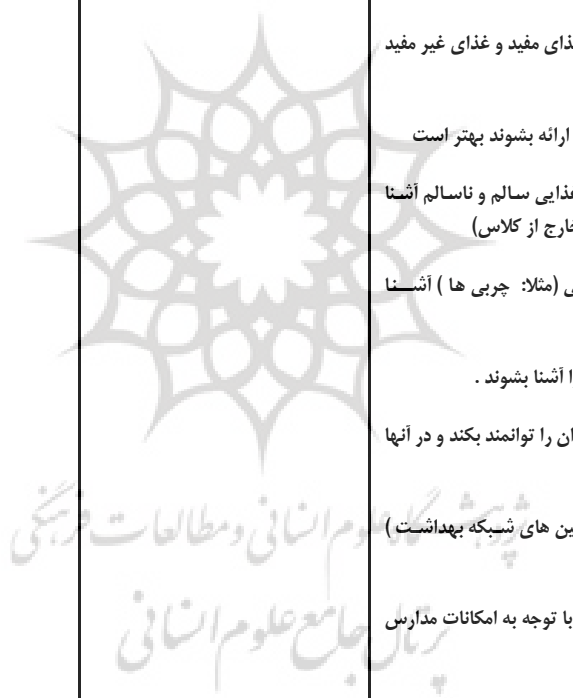 ذای مفید و غذای غیر مفید
ارائه بشوند بهتر است
ذایی سالم و ناسالم آشنا
خارج از کلاس)
ی (مثلا: چربی ها ) آشنا
ا آشنا بشوند .
ان را توانمند بکند و در آنها
پژوهشگاه علوم انسانی و مطالعات فرهنگی
ین های شبکه بهداشت )
با توجه به امکانات مدارس
پرتال جامع علوم انسانی